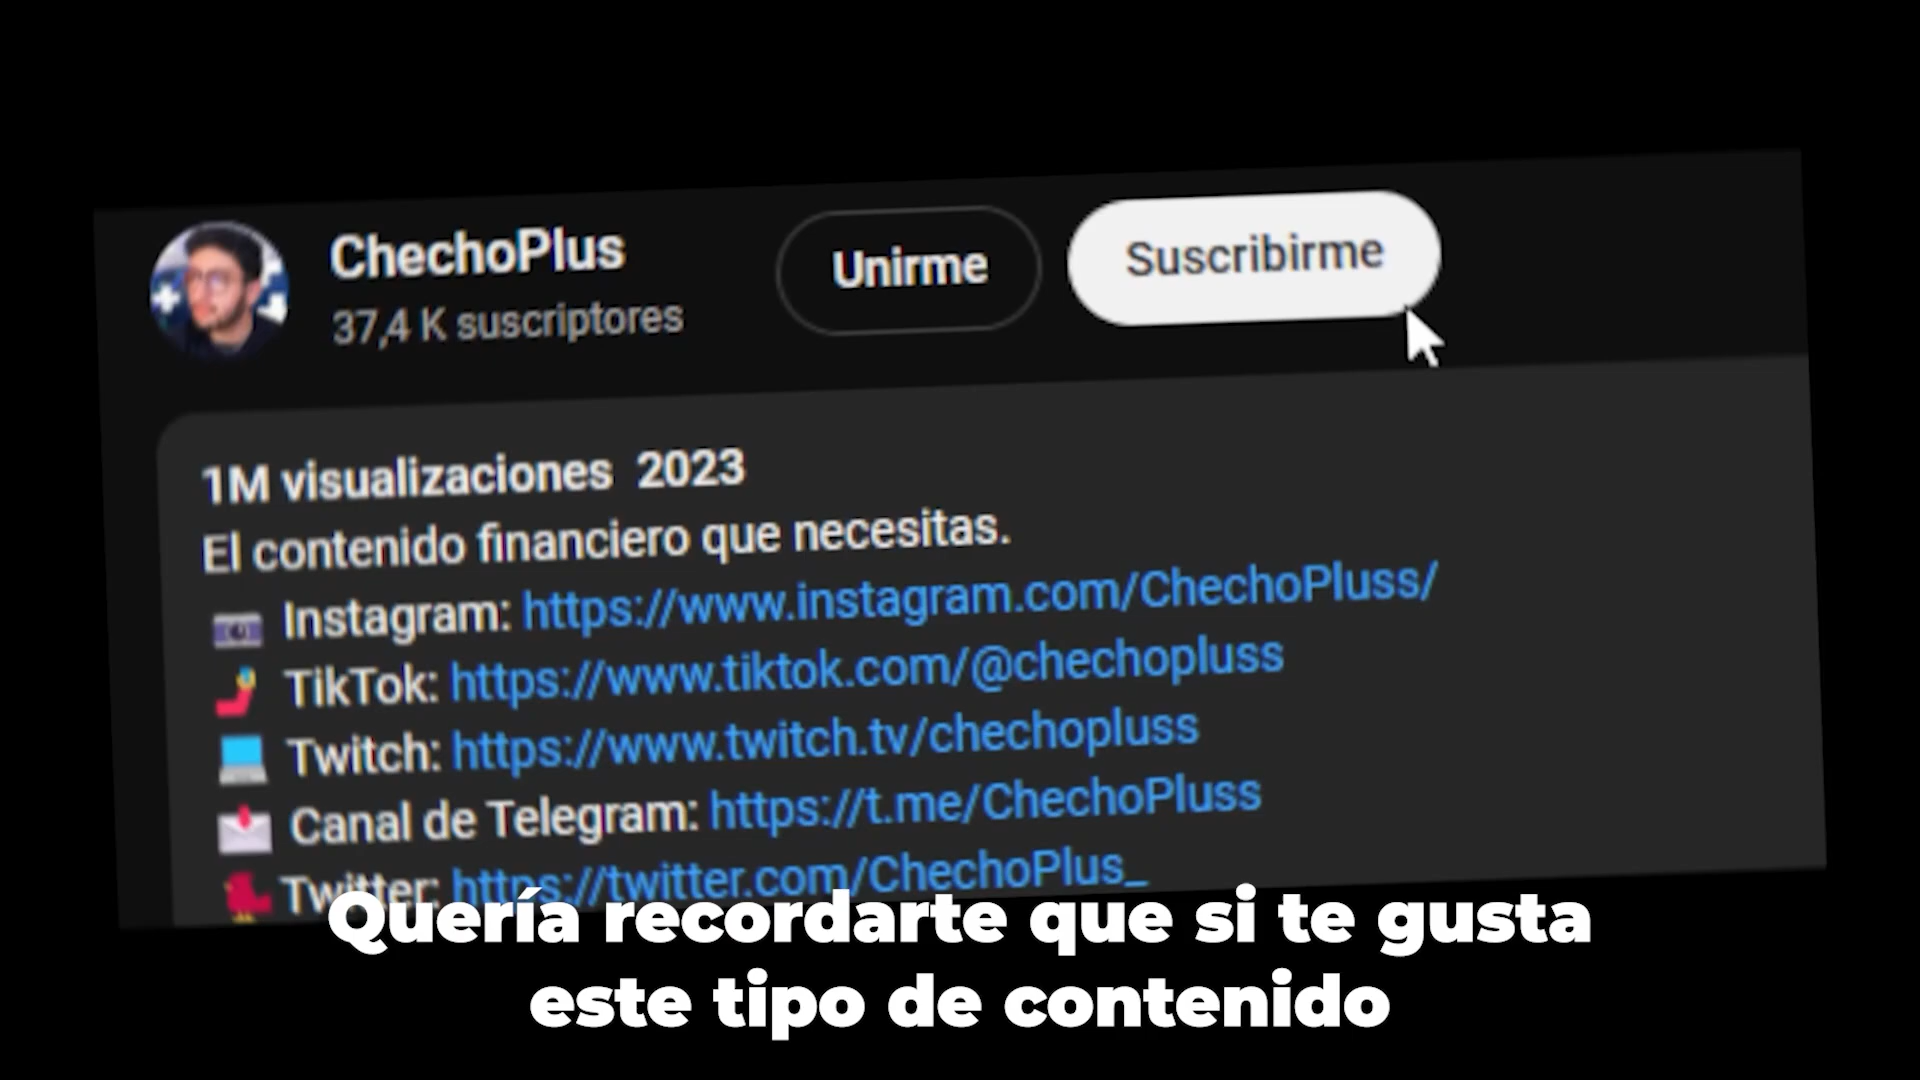 ChechoPlus
37,4 K suscriptores
Unirme
Suscribirme
1M visualizaciones 2023
El contenido financiero que necesitas.
Instagram: https://www.instagram.com/ChechoPluss/
TikTok: https://www.tiktok.com/@chechopluss
Twitch: https://www.twitch.tv/chechopluss
Canal de Telegram: https://t.me/ChechoPluss
Twitter: https://twitter.com/ChechoPlus_
Quería recordarte que si te gusta
este tipo de contenido